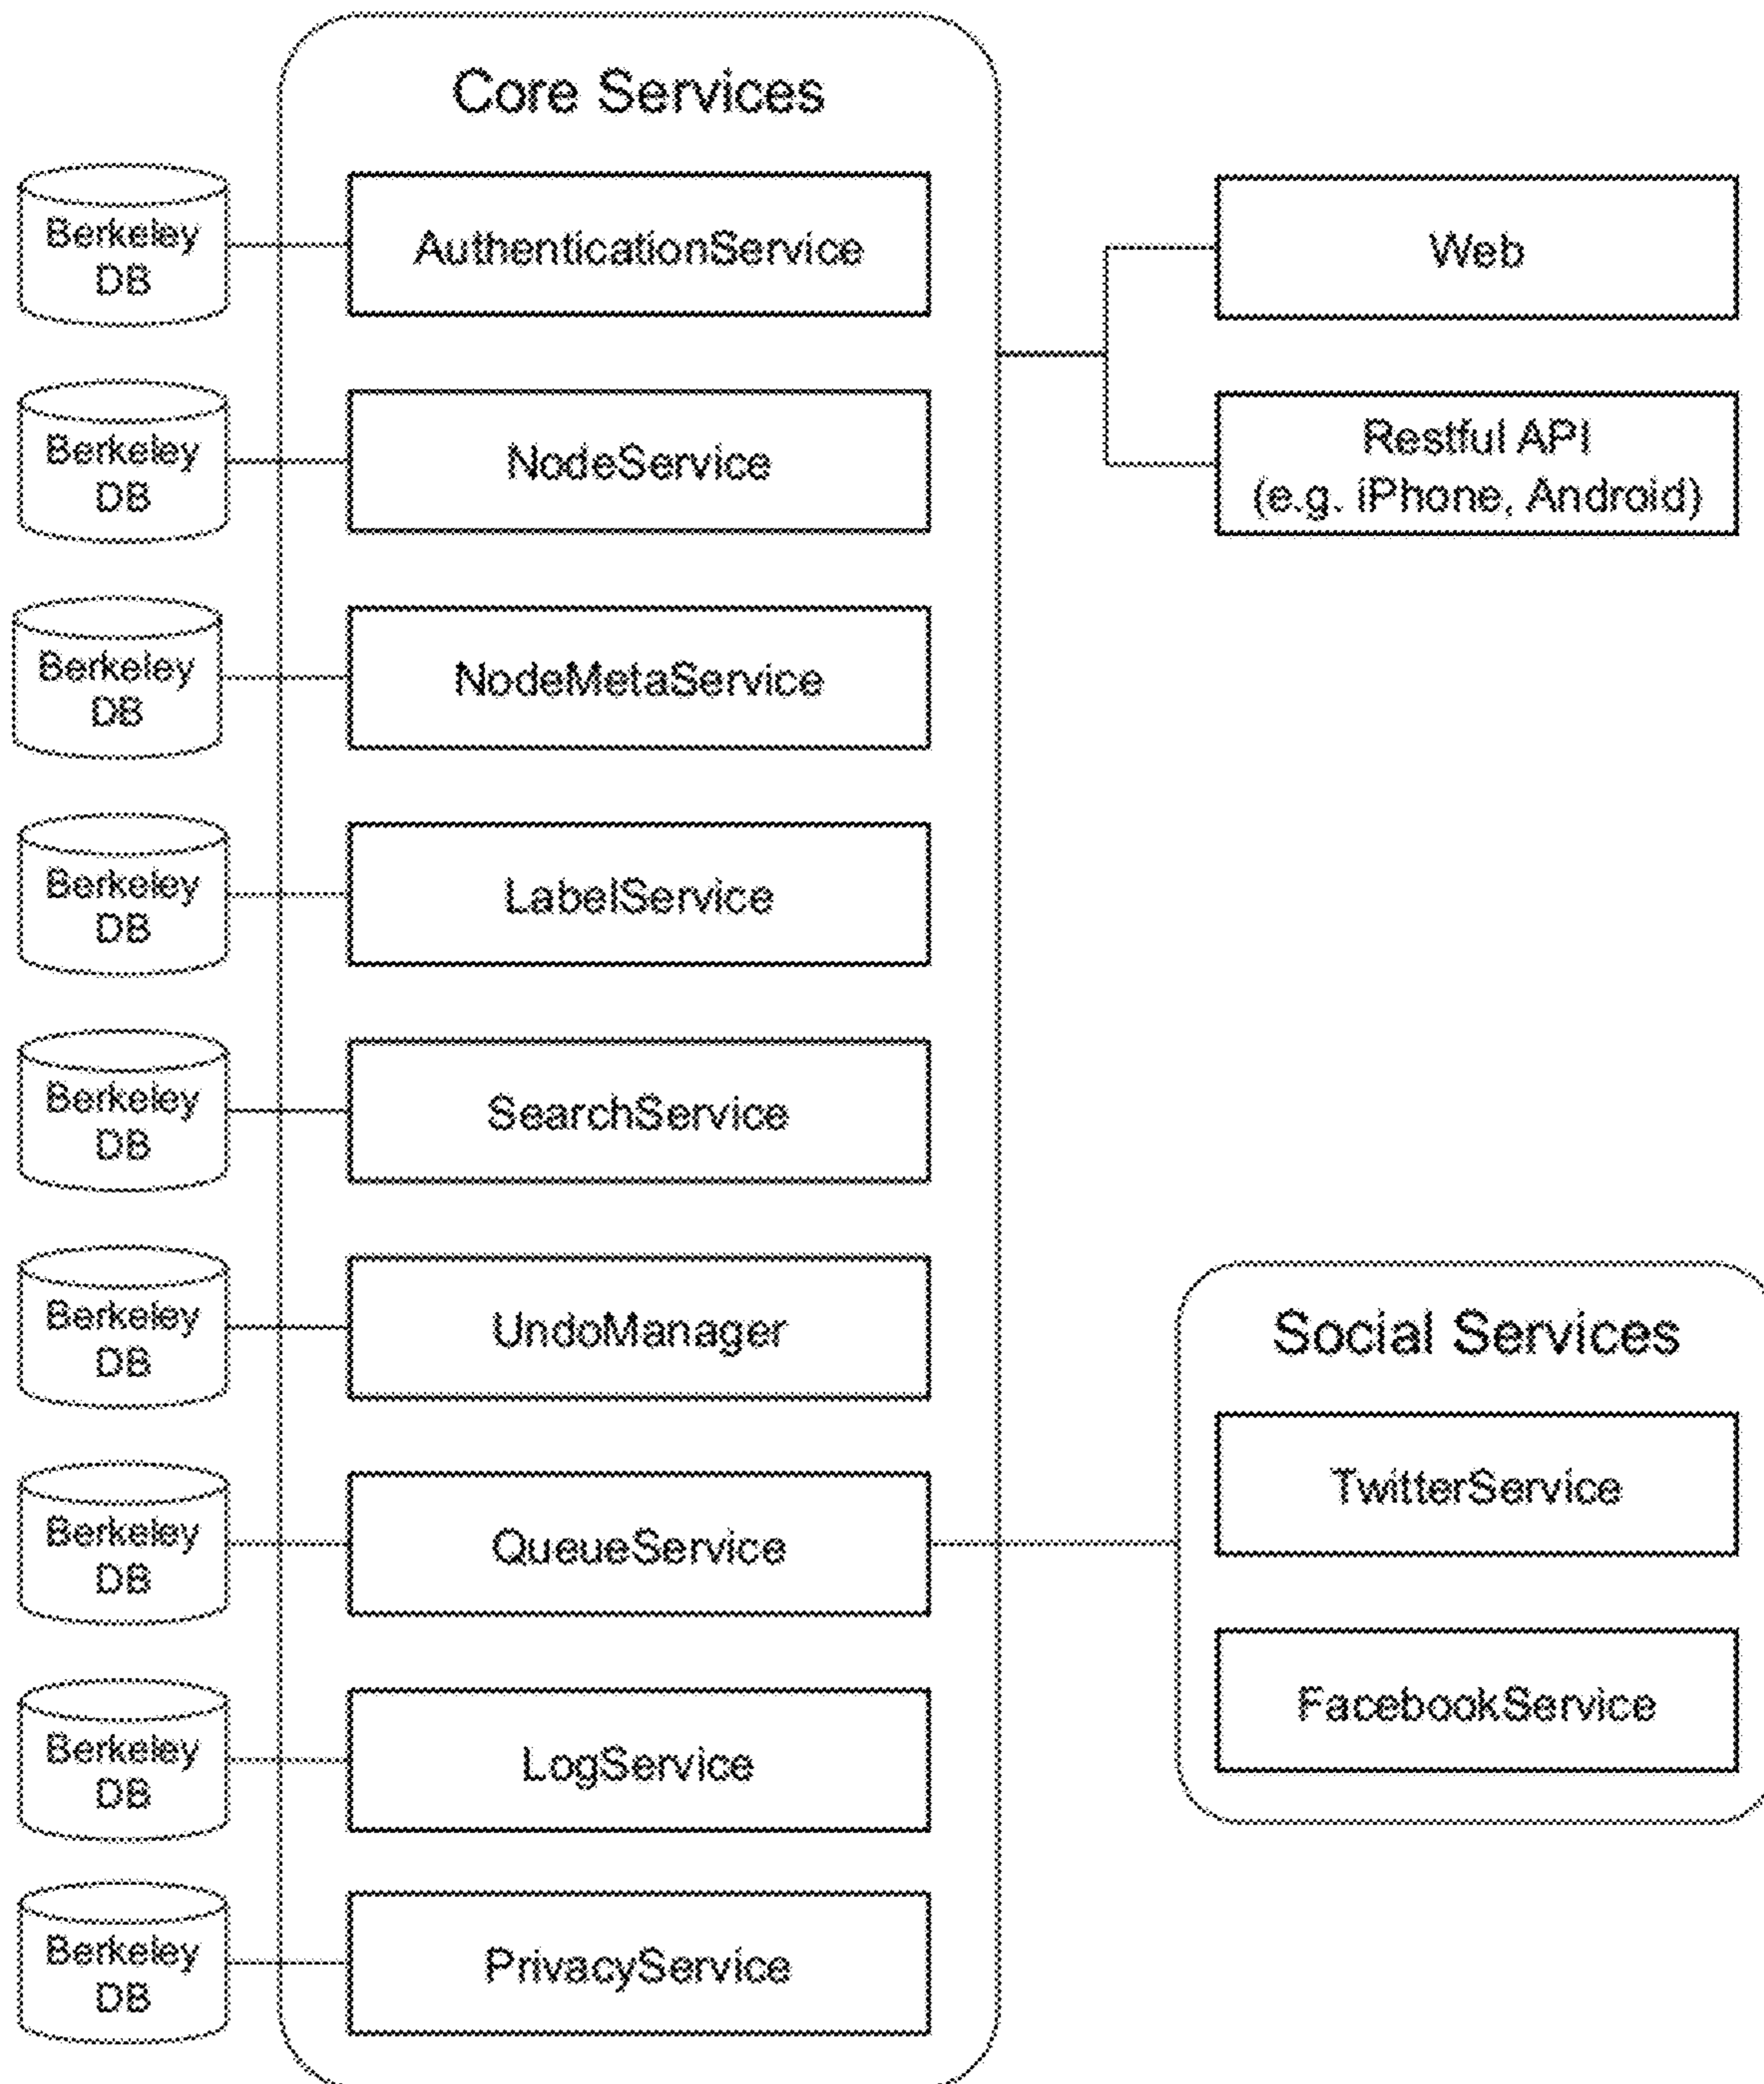 Core Services
Berkeley
DB
AuthenticationService
Web
Berkeley
DB
NodeService
Restful API
(e.g. iPhone, Android)
Berkeley
DB
NodeMetaService
Berkeley
DB
LabelService
Berkeley
DB
SearchService
Berkeley
DB
UndoManager
Social Services
TwitterService
Berkeley
DB
QueueService
FacebookService
Berkeley
DB
LogService
Berkeley
DB
PrivacyService